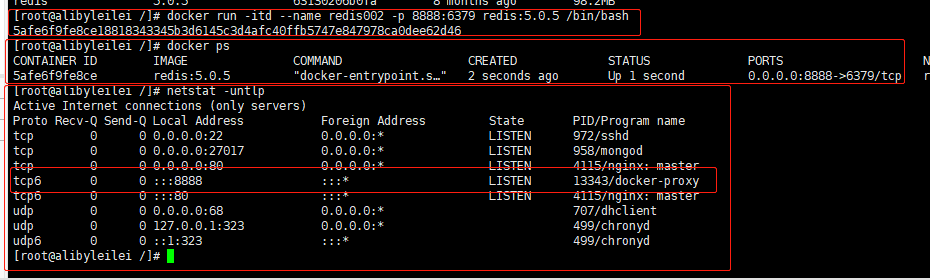 redis 5.0.5 63130206b0fa 8 months ago 98.2MB
[root@alibyleilei /]# docker run -itd --name redis002 -p 8888:6379 redis:5.0.5 /bin/bash
5afe6f9fe8ce18818343345b3d6145c3d4afc40ffb5747e847978ca0dee62d46
[root@alibyleilei /]# docker ps
CONTAINER ID IMAGE COMMAND CREATED STATUS PORTS N
5afe6f9fe8ce redis:5.0.5 "docker-entrypoint.s…" 2 seconds ago Up 1 second 0.0.0.0:8888->6379/tcp r
[root@alibyleilei /]# netstat -untlp
Active Internet connections (only servers)
Proto Recv-Q Send-Q Local Address Foreign Address State PID/Program name
tcp 0 0 0.0.0.0:22 0.0.0.0:* LISTEN 972/sshd
tcp 0 0 0.0.0.0:27017 0.0.0.0:* LISTEN 958/mongod
tcp 0 0 0.0.0.0:80 0.0.0.0:* LISTEN 4115/nginx: master
tcp6 0 0 :::8888 :::* LISTEN 13343/docker-proxy
tcp6 0 0 :::80 :::* LISTEN 4115/nginx: master
udp 0 0 0.0.0.0:68 0.0.0.0:* 707/dhclient
udp 0 0 127.0.0.1:323 0.0.0.0:* 499/chronyd
udp6 0 0 ::1:323 :::* 499/chronyd
[root@alibyleilei /]#